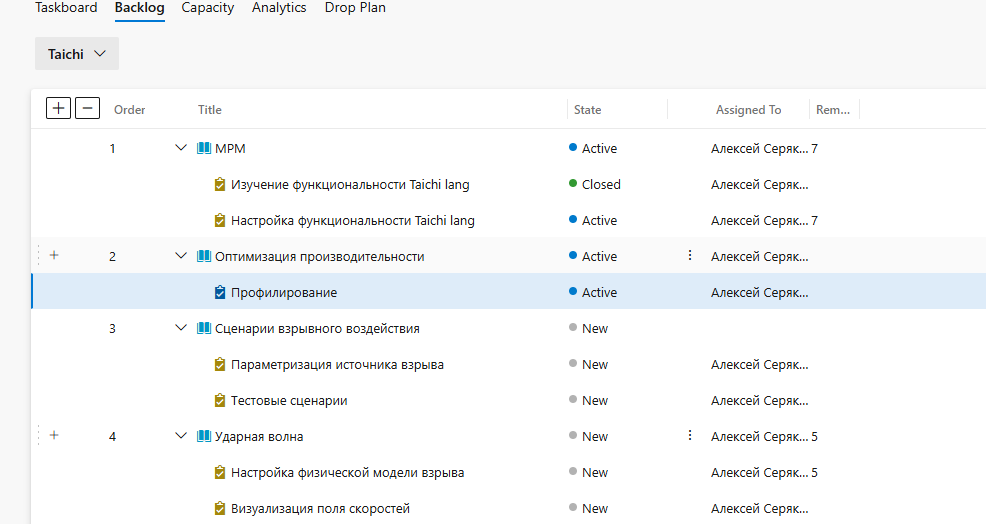 Taskboard Backlog Capacity Analytics Drop Plan
Taichi
Order Title State Assigned To Rem...
1 MPM Active Алексей Серяк... 7
Изучение функциональности Taichi lang Closed Алексей Серяк...
Настройка функциональности Taichi lang Active Алексей Серяк... 7
2 Оптимизация производительности Active Алексей Серяк...
Профилирование Active Алексей Серяк...
3 Сценарии взрывного воздействия New
Параметризация источника взрыва New Алексей Серяк...
Тестовые сценарии New Алексей Серяк...
4 Ударная волна New Алексей Серяк... 5
Настройка физической модели взрыва New Алексей Серяк... 5
Визуализация поля скоростей New Алексей Серяк...